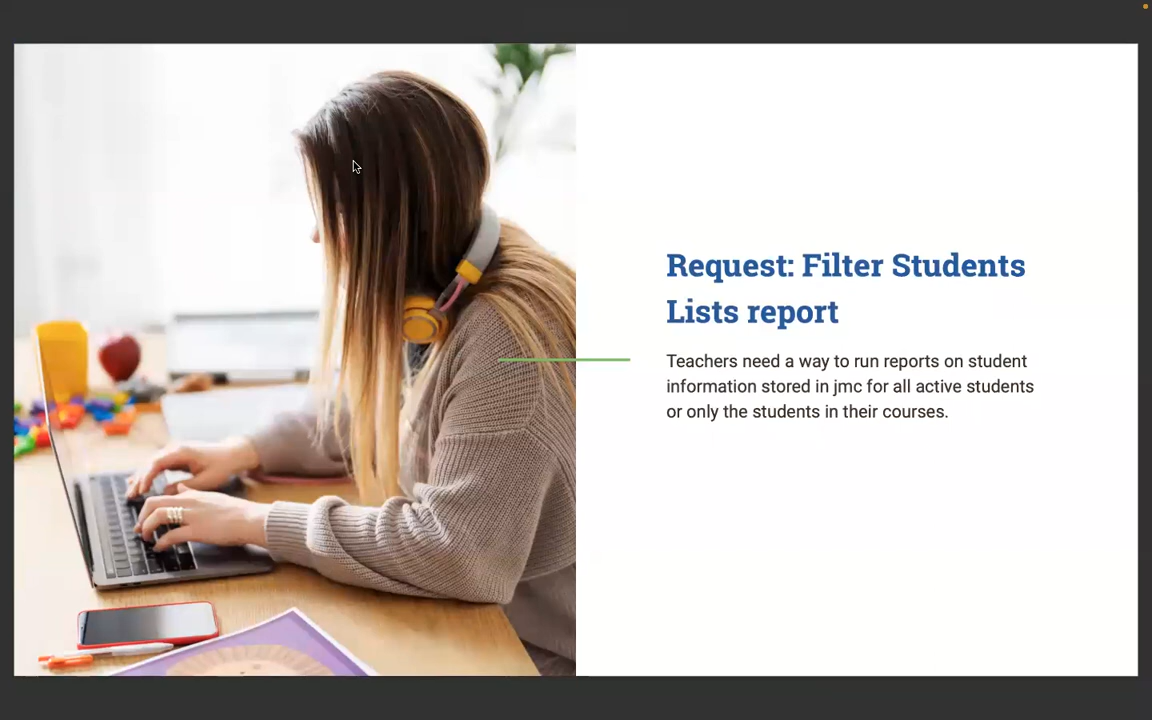 Request: Filter Students
Lists report
Teachers need a way to run reports on student
information stored in jmc for all active students
or only the students in their courses.